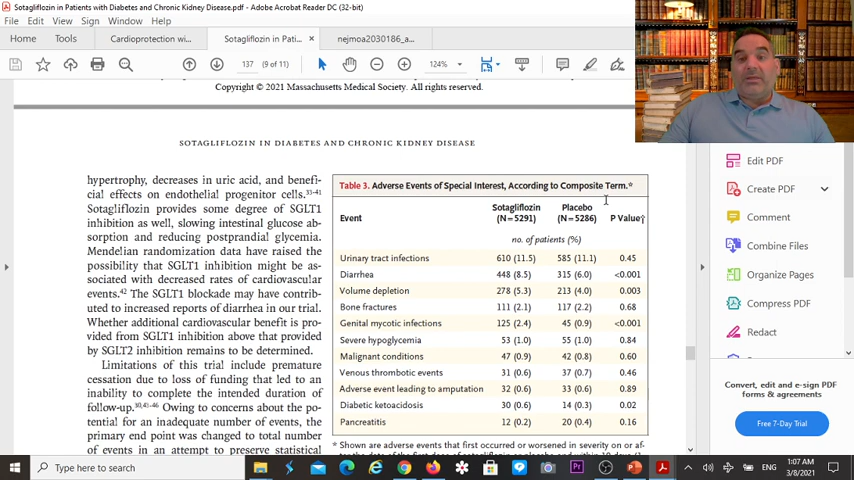 Sotagliflozin in Patients with Diabetes and Chronic Kidney Disease.pdf - Adobe Acrobat Reader DC (32-bit)
File Edit View Sign Window Help
Home Tools Cardioprotection wi... Sotagliflozin in Pati... × nejmoa2030186_a...
137 (9 of 11) 124%
Copyright © 2021 Massachusetts Medical Society. All rights reserved.
SOTAGLIFLOZIN IN DIABETES AND CHRONIC KIDNEY DISEASE
hypertrophy, decreases in uric acid, and benefi-
cial effects on endothelial progenitor cells.33-41
Sotagliflozin provides some degree of SGLT1
inhibition as well, slowing intestinal glucose ab-
sorption and reducing postprandial glycemia.
Mendelian randomization data have raised the
possibility that SGLT1 inhibition might be as-
sociated with decreased rates of cardiovascular
events.42 The SGLT1 blockade may have contrib-
uted to increased reports of diarrhea in our trial.
Whether additional cardiovascular benefit is pro-
vided from SGLT1 inhibition above that provided
by SGLT2 inhibition remains to be determined.
Limitations of this trial include premature
cessation due to loss of funding that led to an
inability to complete the intended duration of
follow-up.30,41-46 Owing to concerns about the po-
tential for an inadequate number of events, the
primary end point was changed to total number
of events in an attempt to preserve statistical
Table 3. Adverse Events of Special Interest, According to Composite Term.*
Event Sotagliflozin (N=5291) Placebo (N=5286) P Value†
no. of patients (%)
Urinary tract infections 610 (11.5) 585 (11.1) 0.45
Diarrhea 448 (8.5) 315 (6.0) <0.001
Volume depletion 278 (5.3) 213 (4.0) 0.003
Bone fractures 111 (2.1) 117 (2.2) 0.68
Genital mycotic infections 125 (2.4) 45 (0.9) <0.001
Severe hypoglycemia 53 (1.0) 55 (1.0) 0.84
Malignant conditions 47 (0.9) 42 (0.8) 0.60
Venous thrombotic events 31 (0.6) 37 (0.7) 0.46
Adverse event leading to amputation 32 (0.6) 33 (0.6) 0.89
Diabetic ketoacidosis 30 (0.6) 14 (0.3) 0.02
Pancreatitis 12 (0.2) 20 (0.4) 0.16
* Shown are adverse events that first occurred or worsened in severity on or af-
Edit PDF
Create PDF
Comment
Combine Files
Organize Pages
Compress PDF
Redact
Convert, edit and e-sign PDF
forms & agreements
Free 7-Day Trial
Type here to search
ENG
1:07 AM
3/8/2021